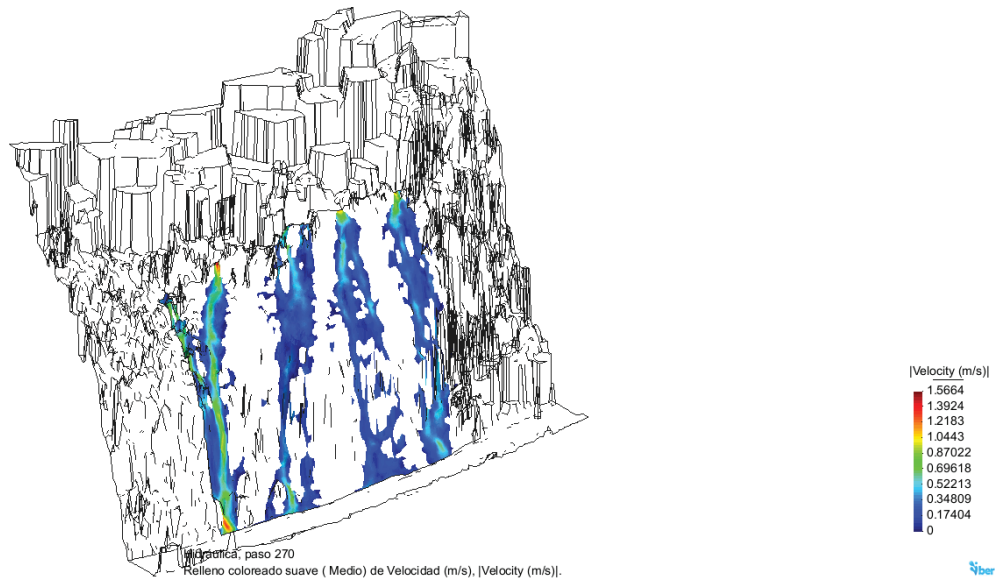 |Velocity (m/s)|
1.5664
1.3924
1.2183
1.0443
0.87022
0.69618
0.52213
0.34809
0.17404
0
Hidráulica, paso 270
Relleno coloreado suave ( Medio) de Velocidad (m/s), |Velocity (m/s)|.
iber